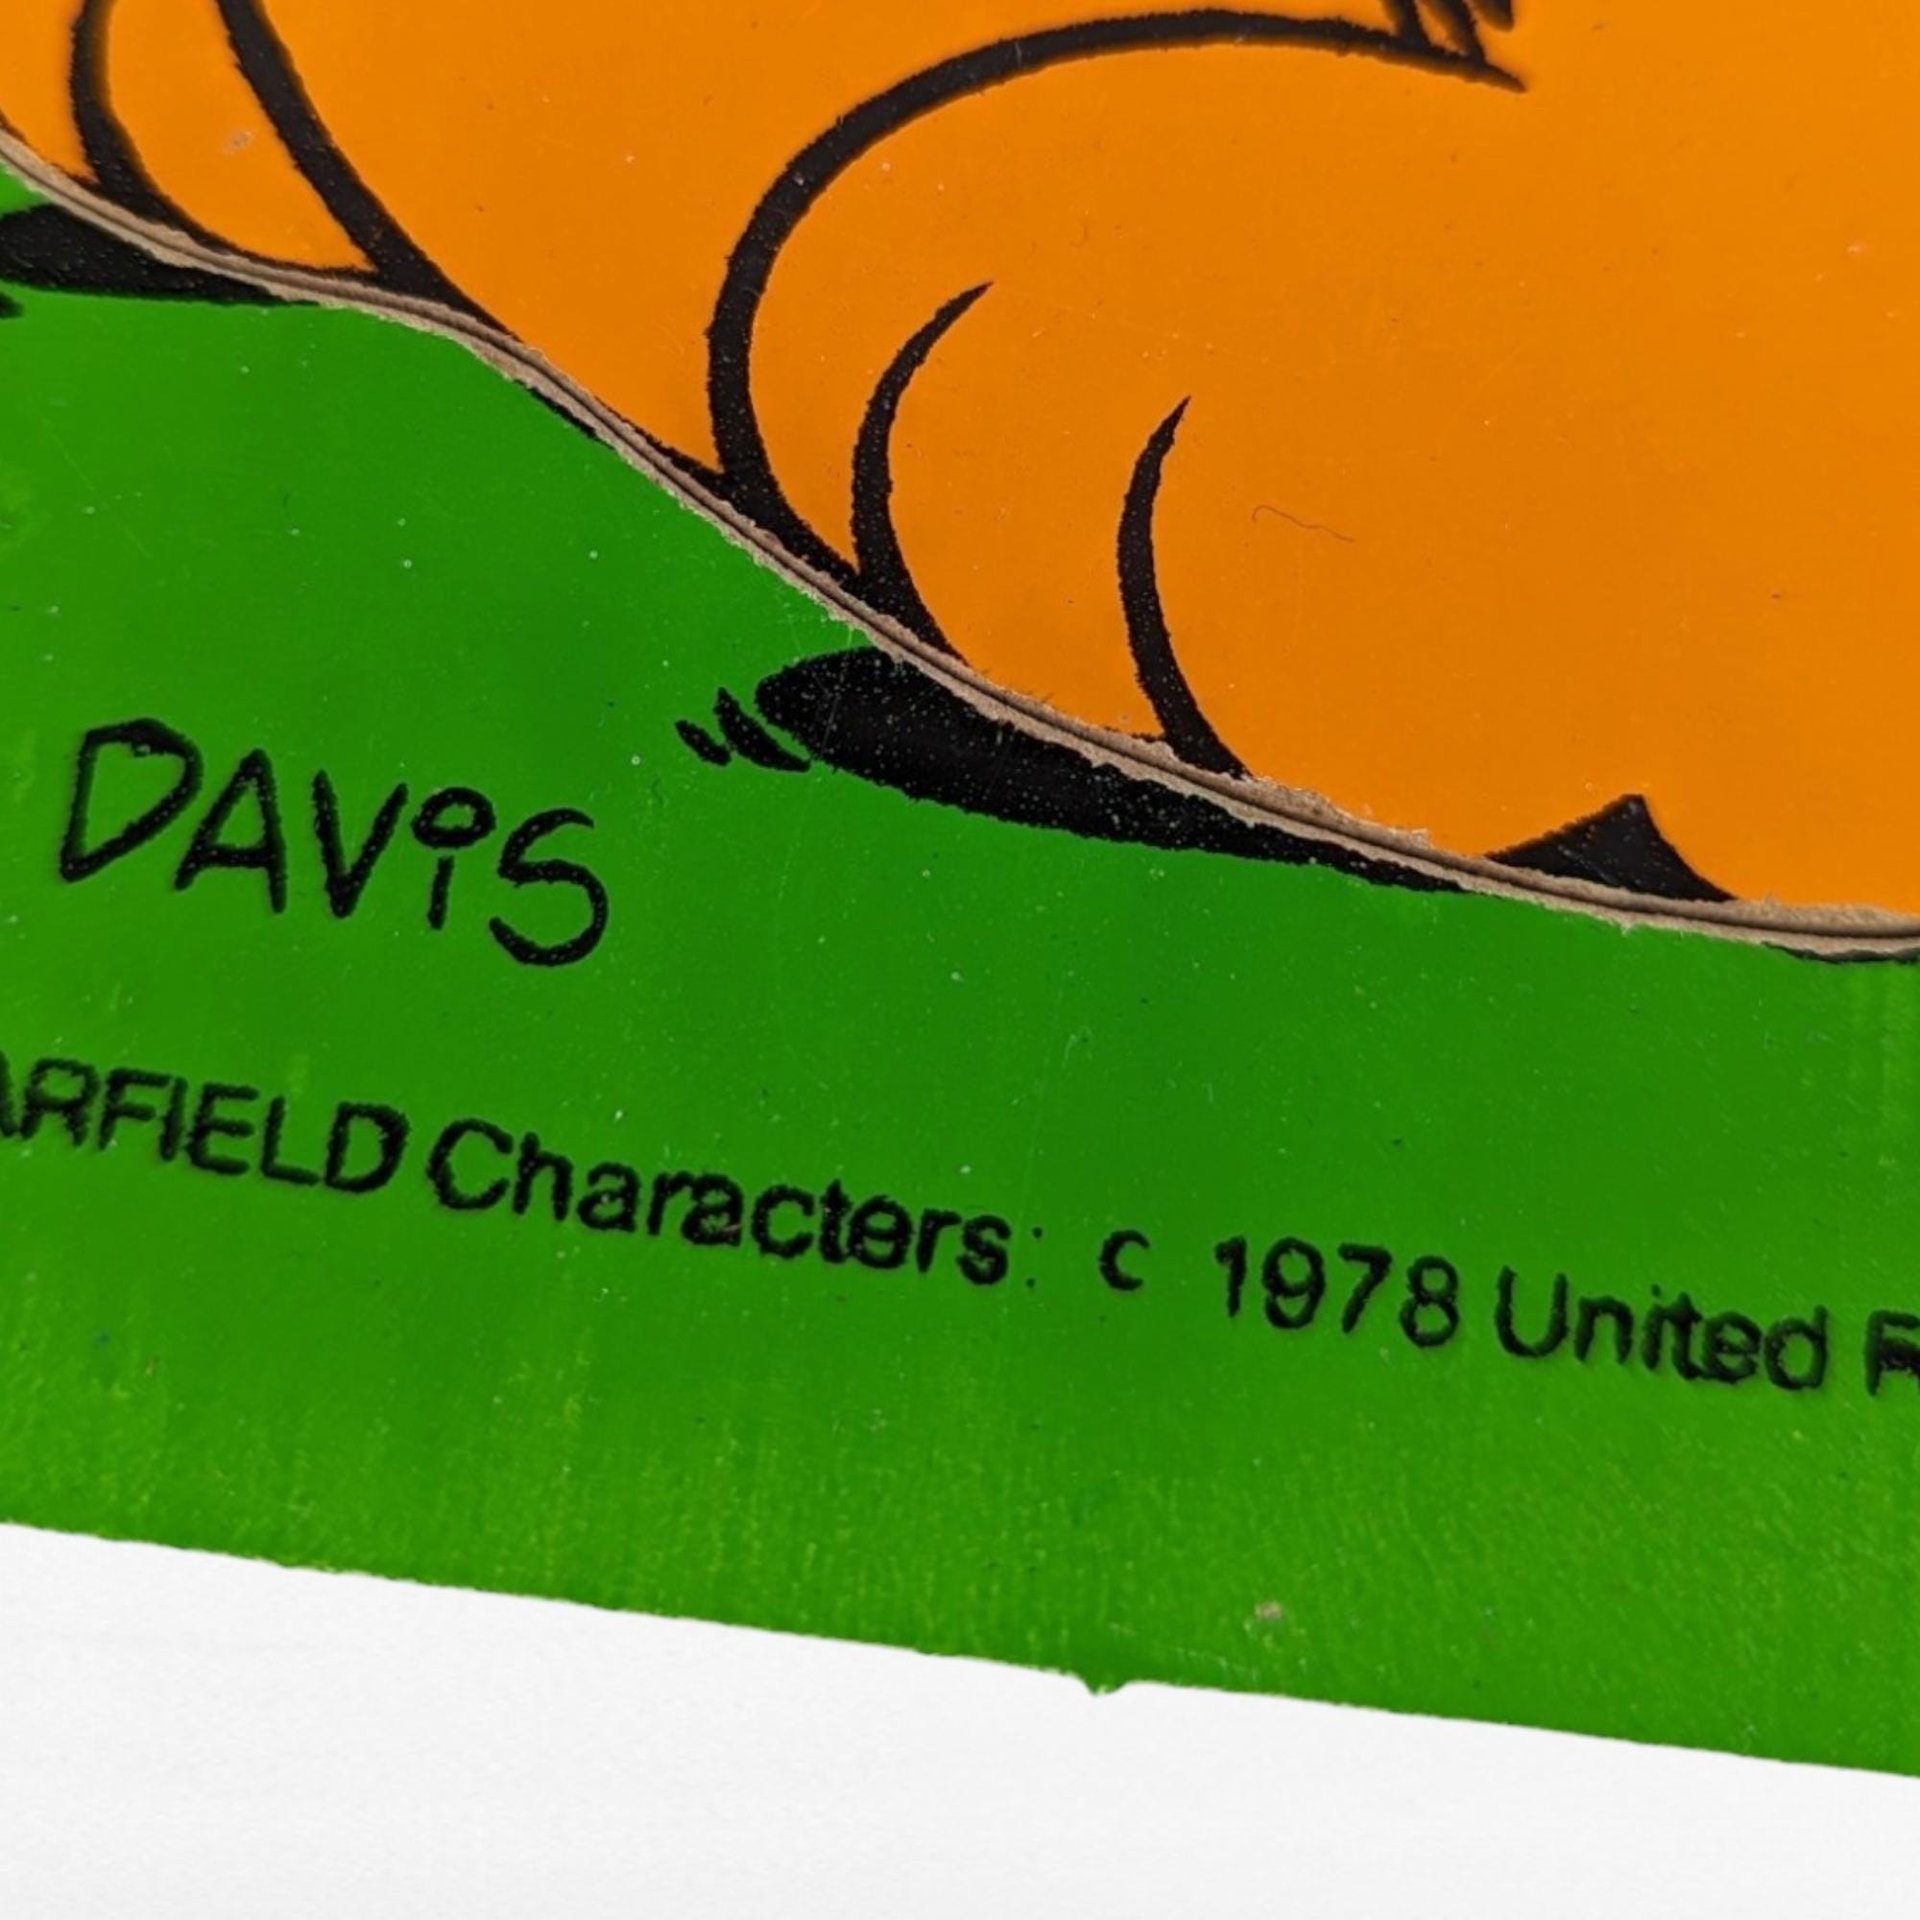 DAViS
ARFIELD Characters: c 1978 United